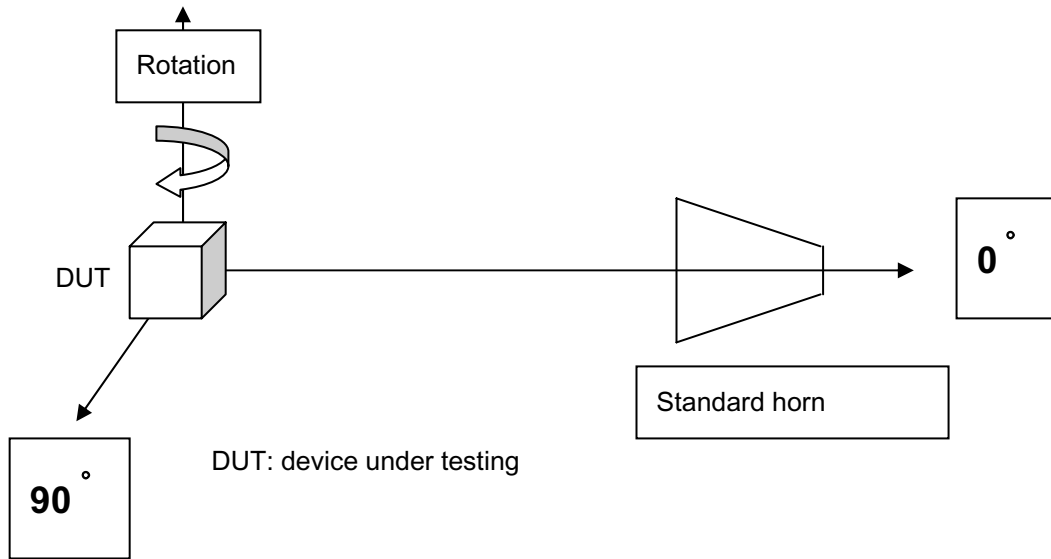 Rotation
DUT
0°
Standard horn
DUT: device under testing
90°